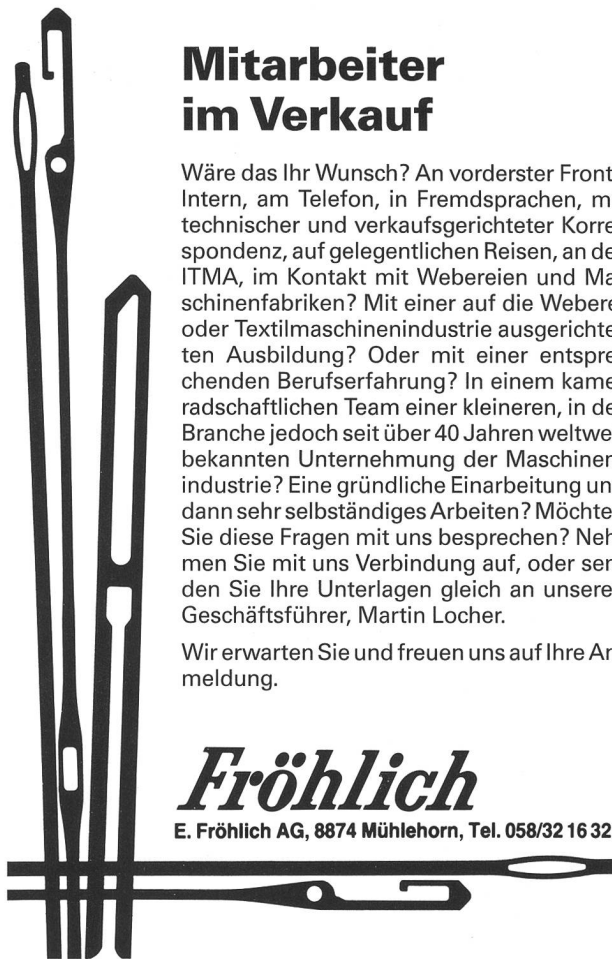 Mitarbeiter
im Verkauf
Wäre das Ihr Wunsch? An vorderster Front
Intern, am Telefon, in Fremdsprachen, m
technischer und verkaufsgerichteter Korre
spondenz, auf gelegentlichen Reisen, an de
ITMA, im Kontakt mit Webereien und Ma
schinenfabriken? Mit einer auf die Webere
oder Textilmaschinenindustrie ausgerichte
ten Ausbildung? Oder mit einer entspre
chenden Berufserfahrung? In einem kame
radschaftlichen Team einer kleineren, in de
Branche jedoch seit über 40 Jahren weltwe
bekannten Unternehmung der Maschinen
industrie? Eine gründliche Einarbeitung un
dann sehr selbständiges Arbeiten? Möchte
Sie diese Fragen mit uns besprechen? Neh
men Sie mit uns Verbindung auf, oder sen
den Sie Ihre Unterlagen gleich an unsere
Geschäftsführer, Martin Locher.
Wir erwarten Sie und freuen uns auf Ihre An
meldung.
Fröhlich
E. Fröhlich AG, 8874 Mühlehorn, Tel. 058/32 16 32